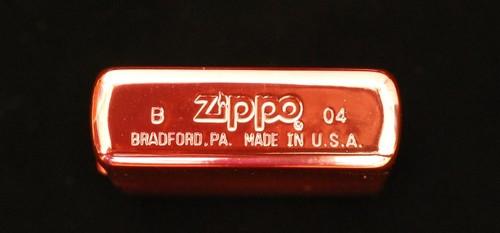 B Zippo® 04
BRADFORD, PA. MADE IN U.S.A.